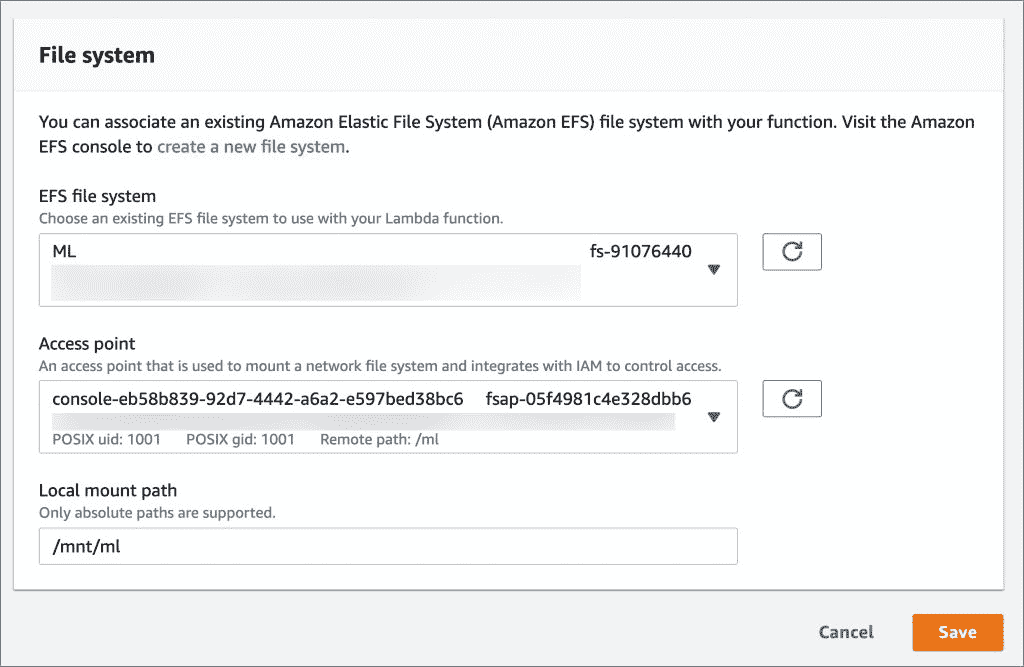 File system
You can associate an existing Amazon Elastic File System (Amazon EFS) file system with your function. Visit the Amazon
EFS console to create a new file system.
EFS file system
Choose an existing EFS file system to use with your Lambda function.
ML fs-91076440
Access point
An access point that is used to mount a network file system and integrates with IAM to control access.
console-eb58b839-92d7-4442-a6a2-e597bed38bc6 fsap-05f4981c4e328dbb6
POSIX uid: 1001 POSIX gid: 1001 Remote path: /ml
Local mount path
Only absolute paths are supported.
/mnt/ml
Cancel Save